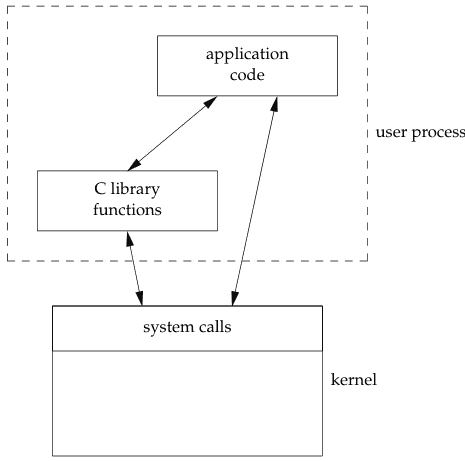 application
code
user process
C library
functions
system calls
kernel